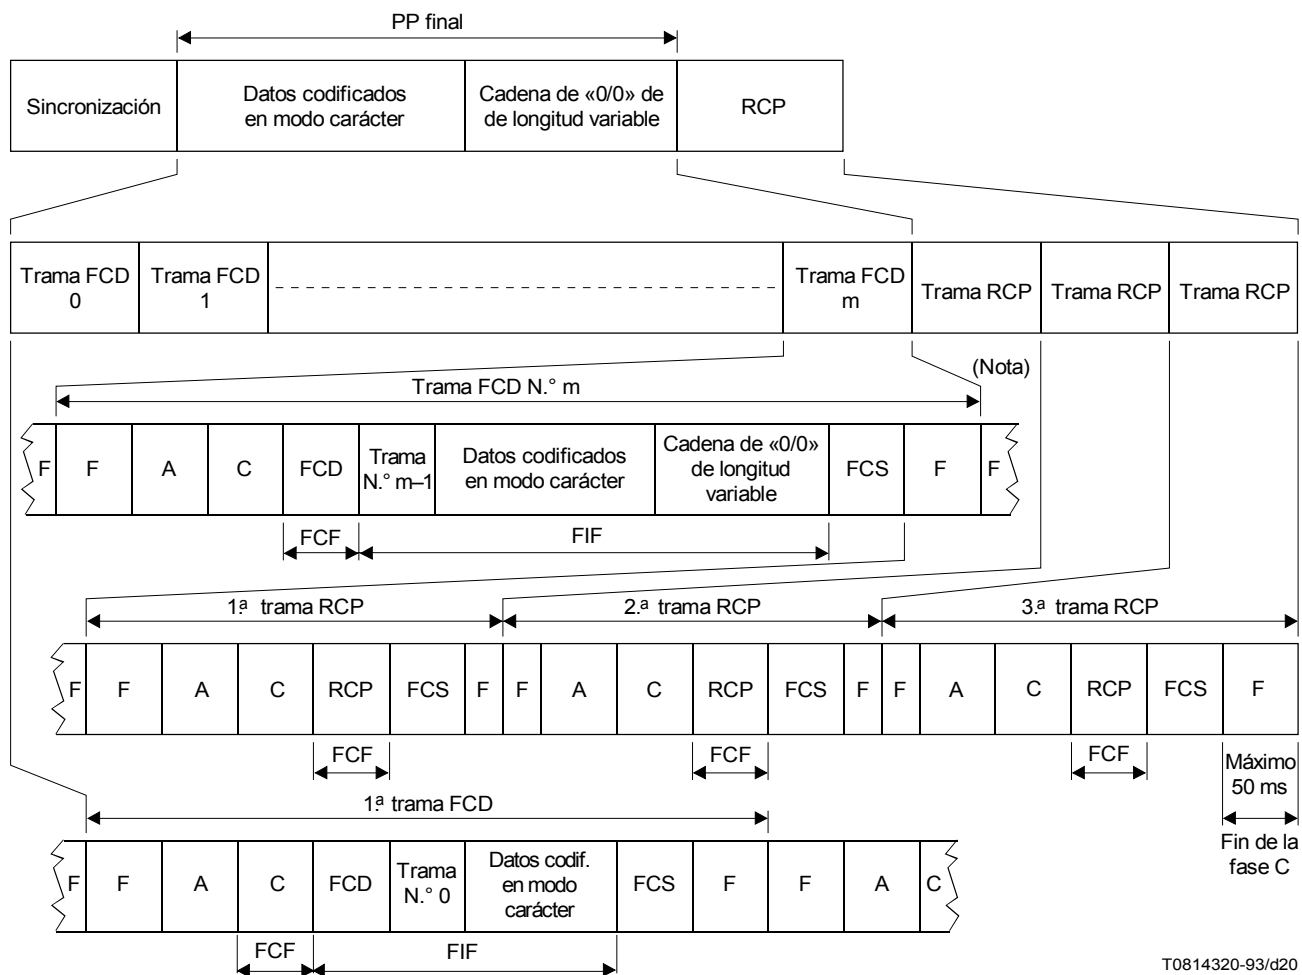 PP final
Sincronización
Datos codificados
en modo carácter
Cadena de «0/0» de
de longitud variable
RCP
Trama FCD
0
Trama FCD
1
Trama FCD
m
Trama RCP
Trama RCP
Trama RCP
(Nota)
Trama FCD N.° m
F
F
A
C
FCD
Trama
N.° m–1
Datos codificados
en modo carácter
Cadena de «0/0»
de longitud
variable
FCS
F
F
FCF
FIF
1.ª trama RCP
2.ª trama RCP
3.ª trama RCP
F
F
A
C
RCP
FCS
F
F
A
C
RCP
FCS
F
F
A
C
RCP
FCS
F
FCF
FCF
FCF
Máximo
50 ms
Fin de la
fase C
1.ª trama FCD
F
F
A
C
FCD
Trama
N.° 0
Datos codif.
en modo
carácter
FCS
F
F
A
C
FCF
FIF
T0814320-93/d20